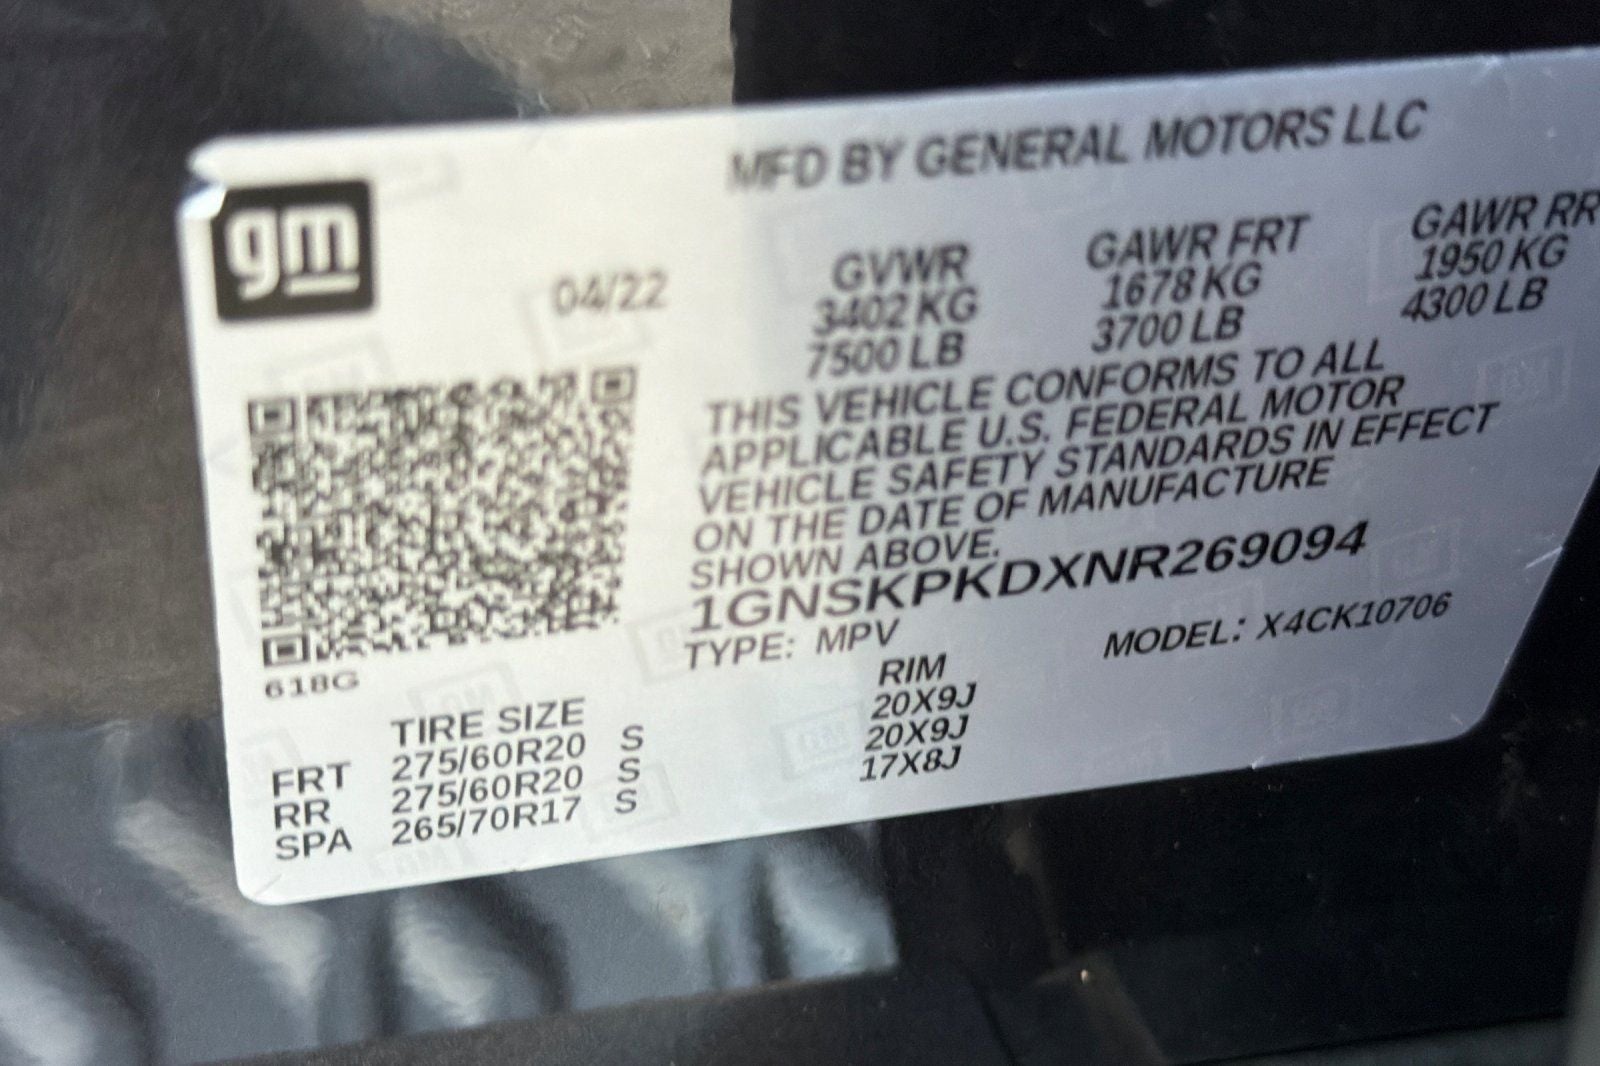 gm
MFD BY GENERAL MOTORS LLC
04/22
GVWR GAWR FRT GAWR RR
3402 KG 1678 KG 1950 KG
7500 LB 3700 LB 4300 LB
THIS VEHICLE CONFORMS TO ALL
APPLICABLE U.S. FEDERAL MOTOR
VEHICLE SAFETY STANDARDS IN EFFECT
ON THE DATE OF MANUFACTURE
SHOWN ABOVE.
1GNSKPKDXNR269094
TYPE: MPV MODEL: X4CK10706
618G
TIRE SIZE RIM
FRT 275/60R20 S 20X9J
RR 275/60R20 S 20X9J
SPA 265/70R17 S 17X8J